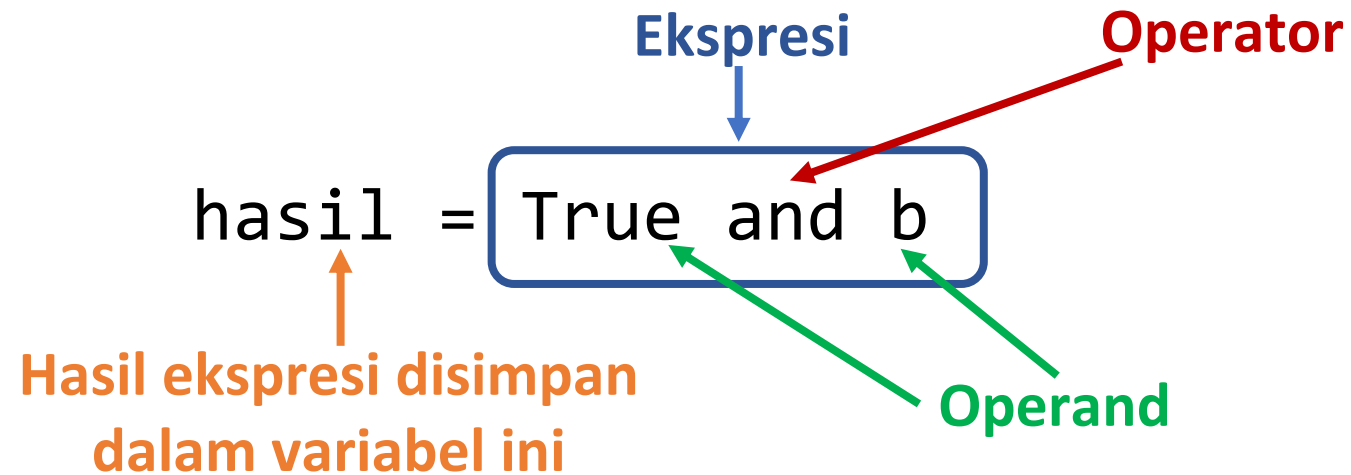 Ekspresi
Operator
hasil = True and b
Hasil ekspresi disimpan
dalam variabel ini
Operand